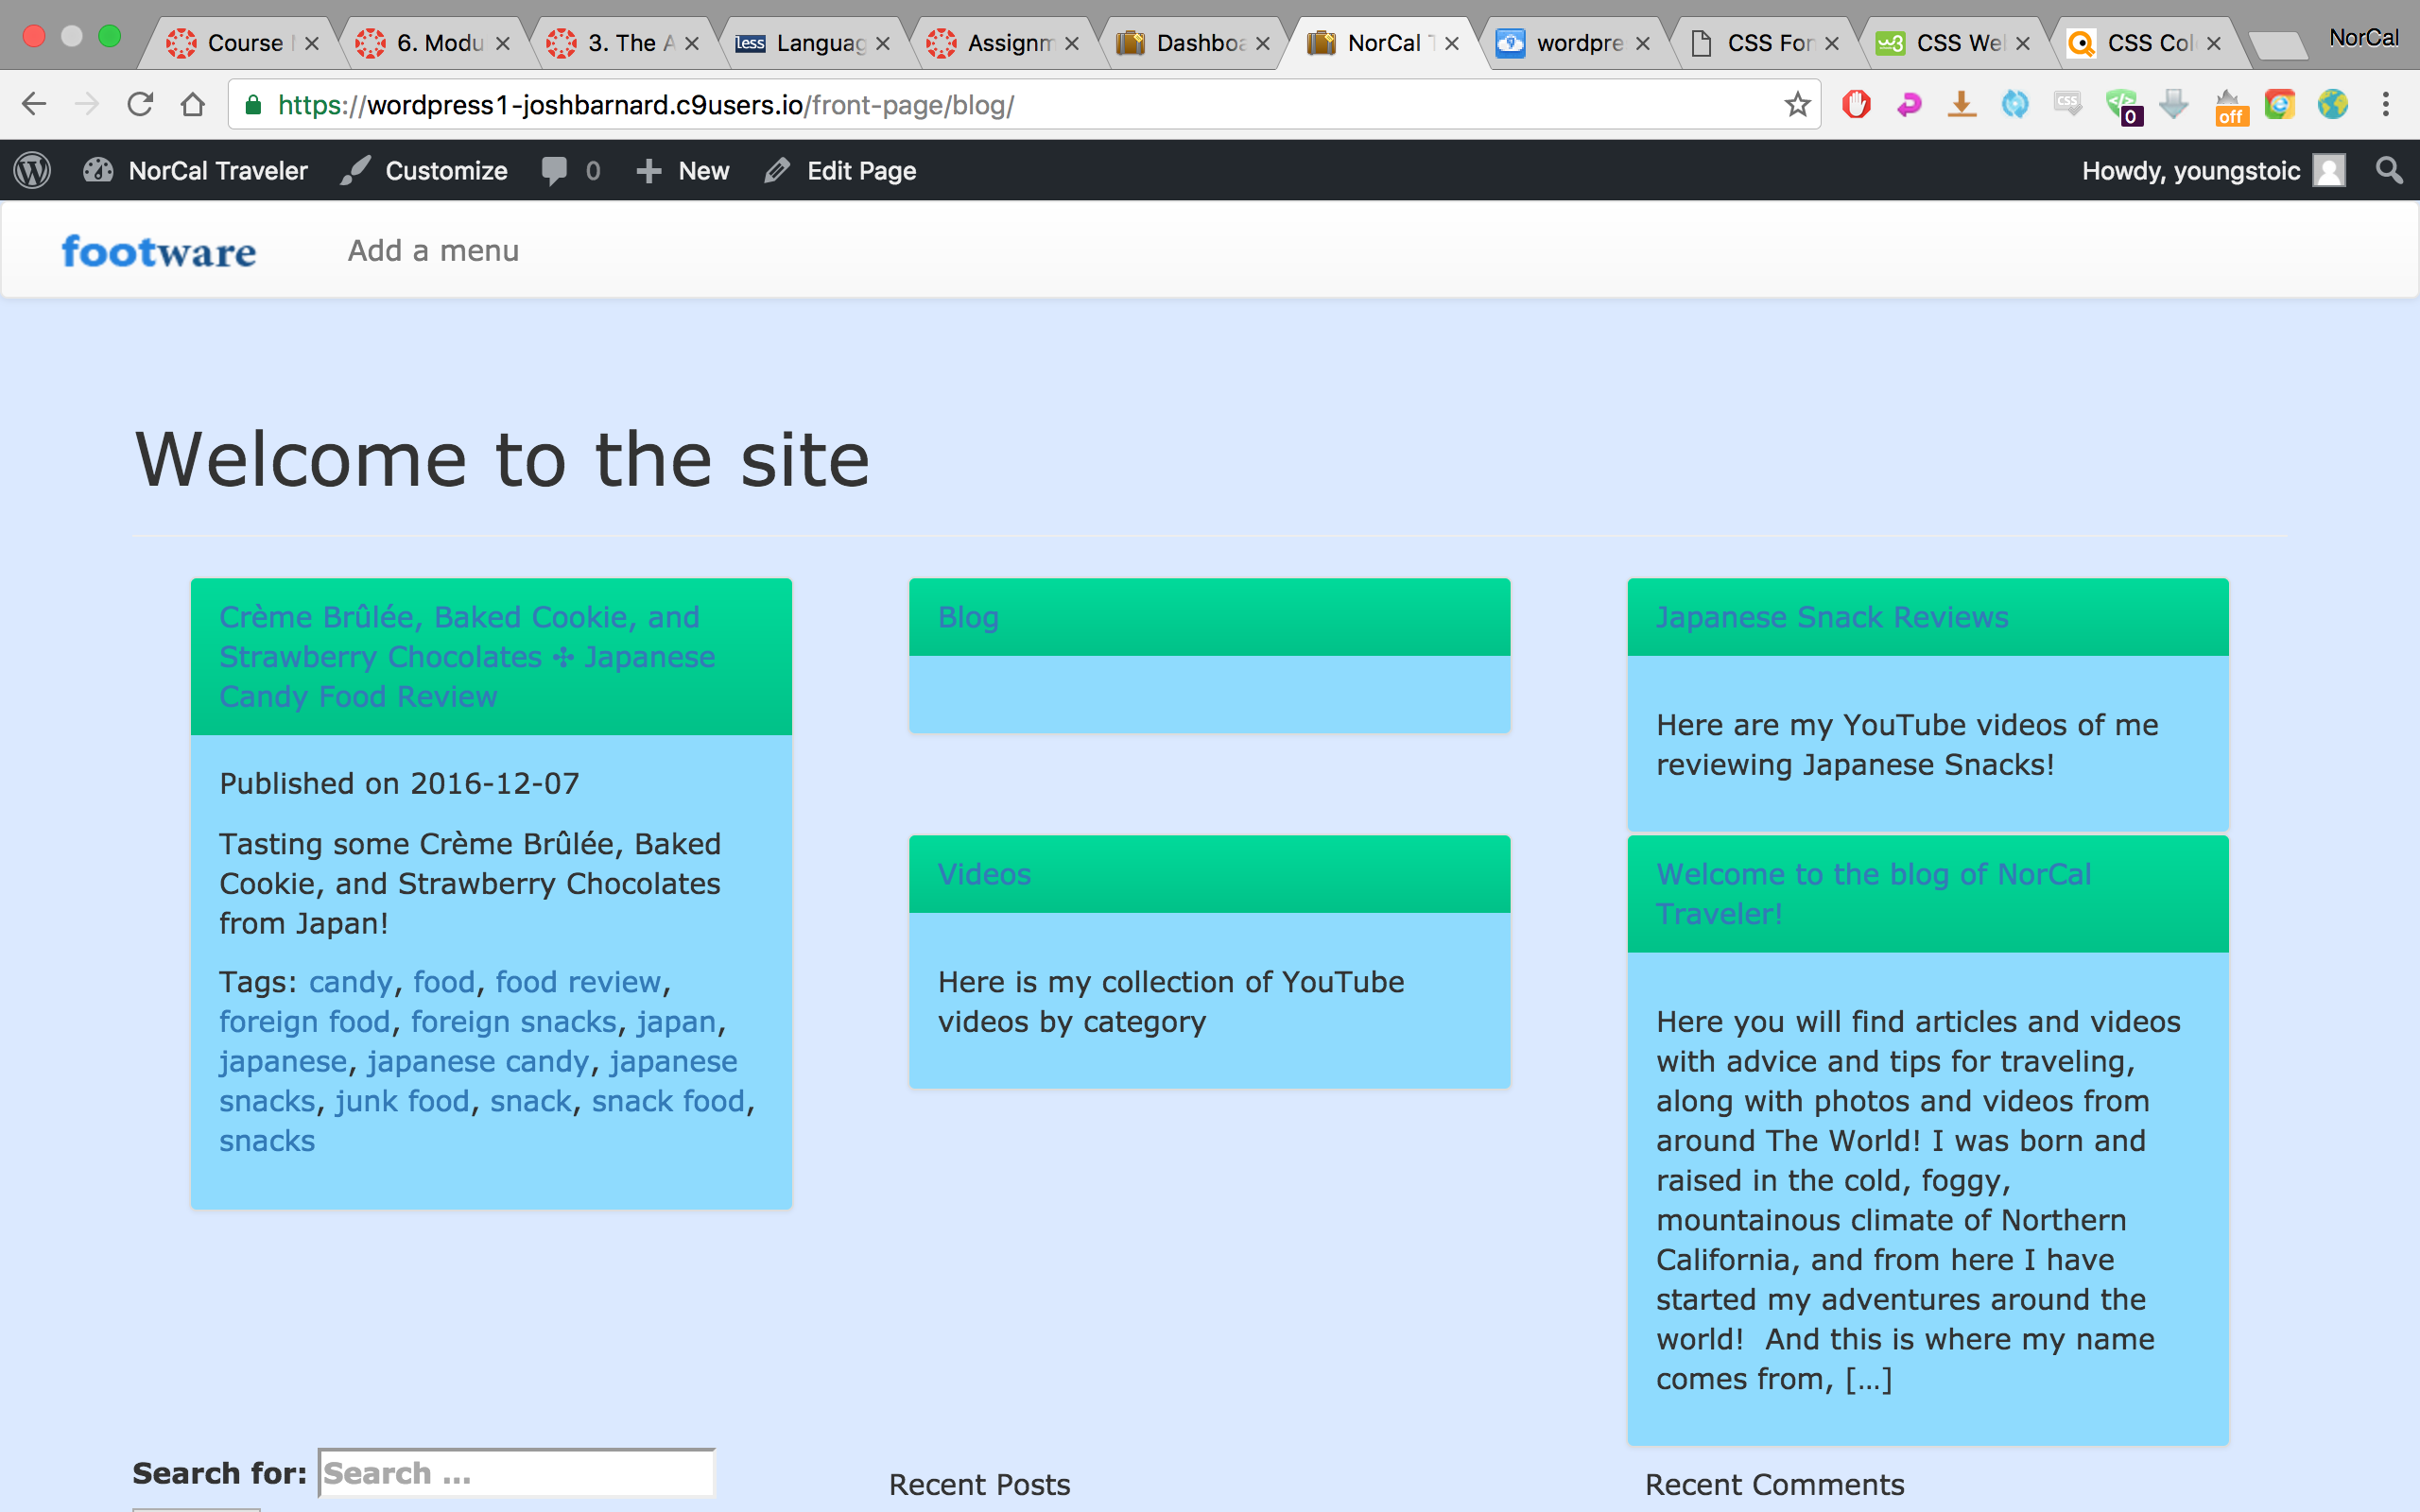 Course
6. Modu
3. The A
less
Languag
Assignm
Dashboa
NorCal T
wordpre
CSS Fon
w3
CSS We
CSS Col
NorCal
https://wordpress1-joshbarnard.c9users.io/front-page/blog/
CSS
0
off
NorCal Traveler
Customize
0
New
Edit Page
Howdy, youngstoic
footware
Add a menu
Welcome to the site
Crème Brûlée, Baked Cookie, and
Strawberry Chocolates ✣ Japanese
Candy Food Review
Published on 2016-12-07
Tasting some Crème Brûlée, Baked
Cookie, and Strawberry Chocolates
from Japan!
Tags: candy, food, food review,
foreign food, foreign snacks, japan,
japanese, japanese candy, japanese
snacks, junk food, snack, snack food,
snacks
Blog
Videos
Here is my collection of YouTube
videos by category
Japanese Snack Reviews
Here are my YouTube videos of me
reviewing Japanese Snacks!
Welcome to the blog of NorCal
Traveler!
Here you will find articles and videos
with advice and tips for traveling,
along with photos and videos from
around The World! I was born and
raised in the cold, foggy,
mountainous climate of Northern
California, and from here I have
started my adventures around the
world!  And this is where my name
comes from, […]
Search for: Search ...
Recent Posts
Recent Comments